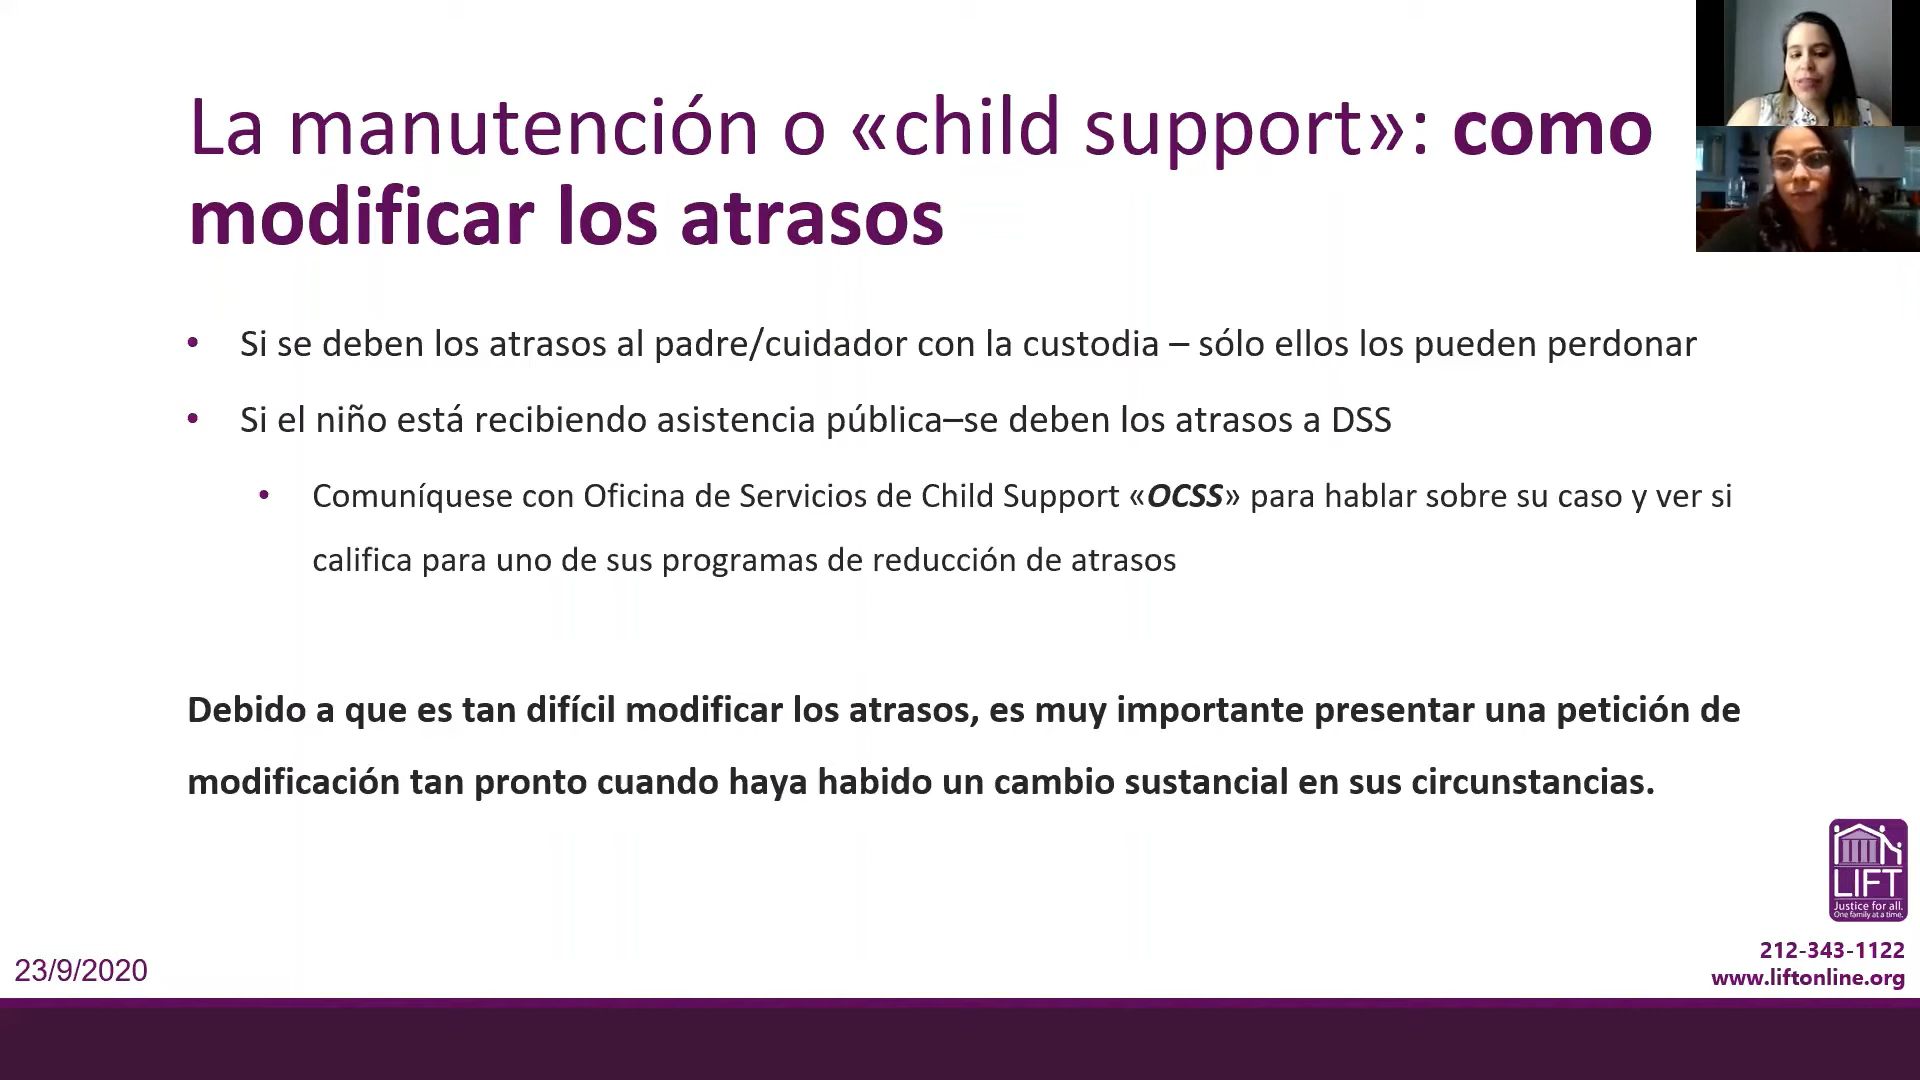 La manutención o «child support»: como
modificar los atrasos
• Si se deben los atrasos al padre/cuidador con la custodia – sólo ellos los pueden perdonar
• Si el niño está recibiendo asistencia pública–se deben los atrasos a DSS
• Comuníquese con Oficina de Servicios de Child Support «OCSS» para hablar sobre su caso y ver si
califica para uno de sus programas de reducción de atrasos
Debido a que es tan difícil modificar los atrasos, es muy importante presentar una petición de
modificación tan pronto cuando haya habido un cambio sustancial en sus circunstancias.
LIFT
Justice for all.
One family at a time.
212-343-1122
www.liftonline.org
23/9/2020